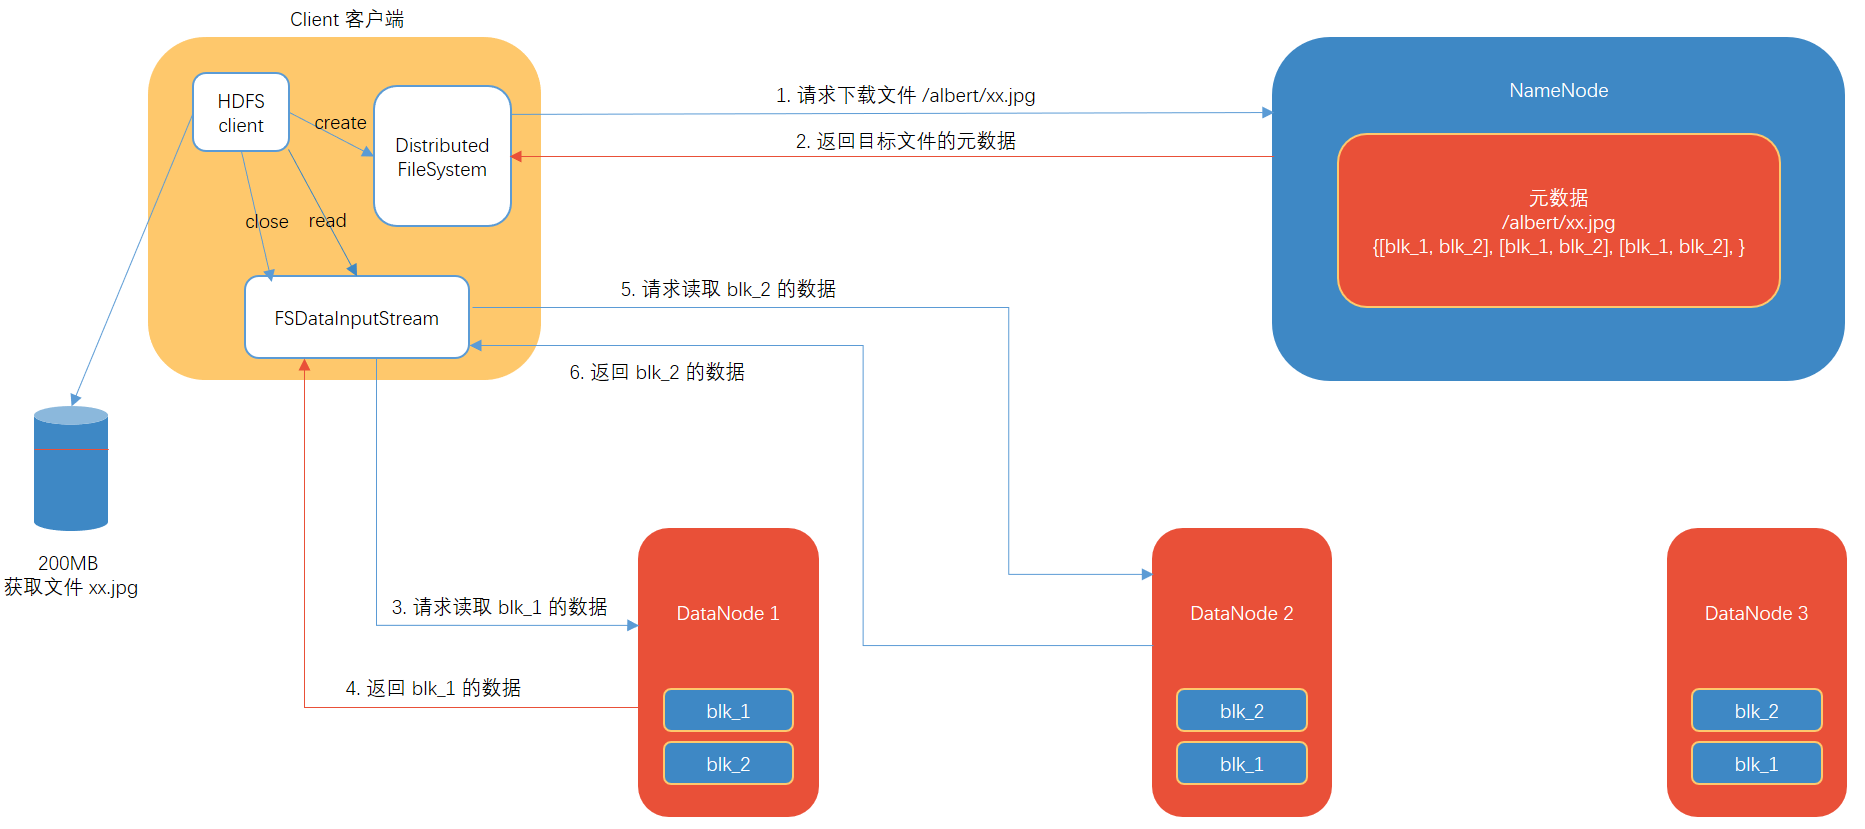 Client 客户端
HDFS
client
create
Distributed
FileSystem
close
read
FSDataInputStream
1. 请求下载文件 /albert/xx.jpg
2. 返回目标文件的元数据
NameNode
元数据
/albert/xx.jpg
{[blk_1, blk_2], [blk_1, blk_2], [blk_1, blk_2], }
5. 请求读取 blk_2 的数据
6. 返回 blk_2 的数据
200MB
获取文件 xx.jpg
3. 请求读取 blk_1 的数据
4. 返回 blk_1 的数据
DataNode 1
blk_1
blk_2
DataNode 2
blk_2
blk_1
DataNode 3
blk_2
blk_1